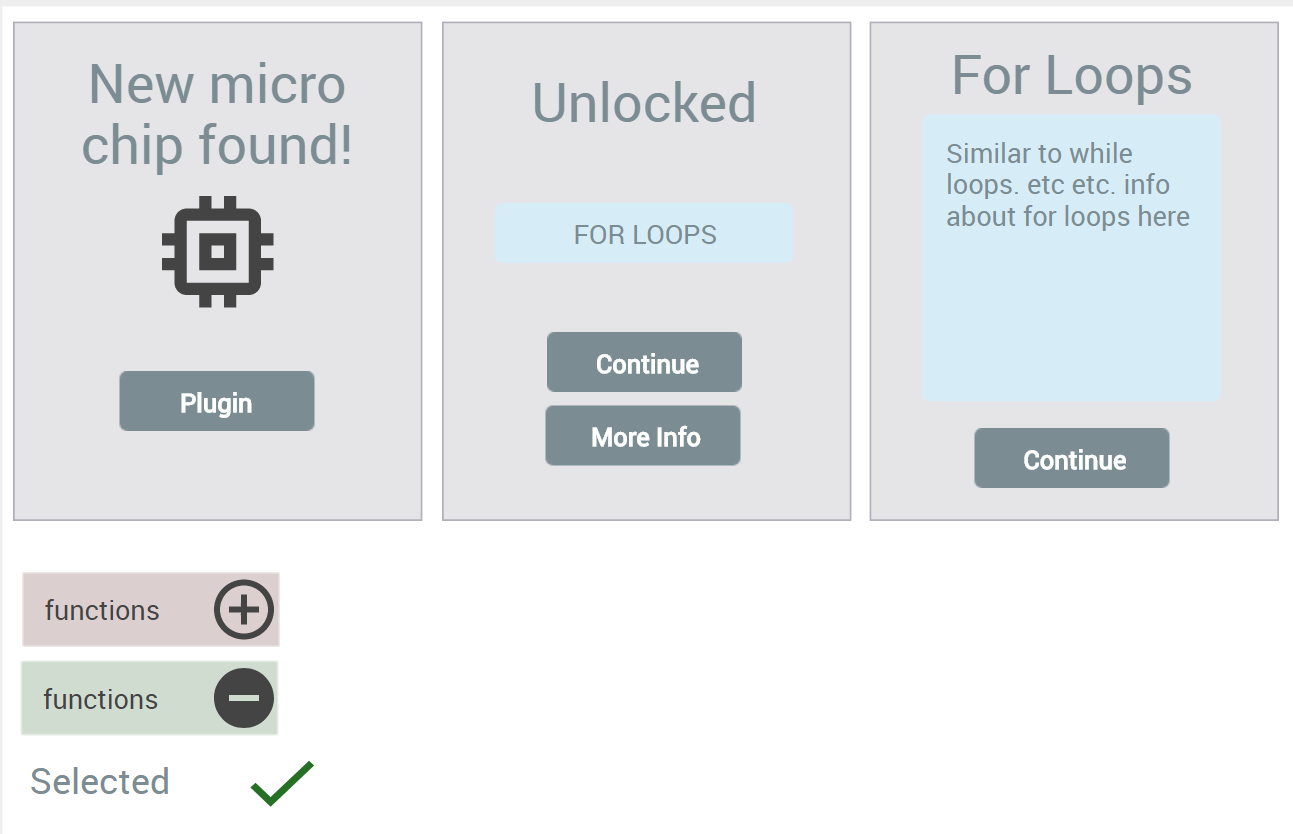 New micro
chip found!
Plugin
Unlocked
FOR LOOPS
Continue
More Info
For Loops
Similar to while
loops. etc etc. info
about for loops here
Continue
functions
functions
Selected